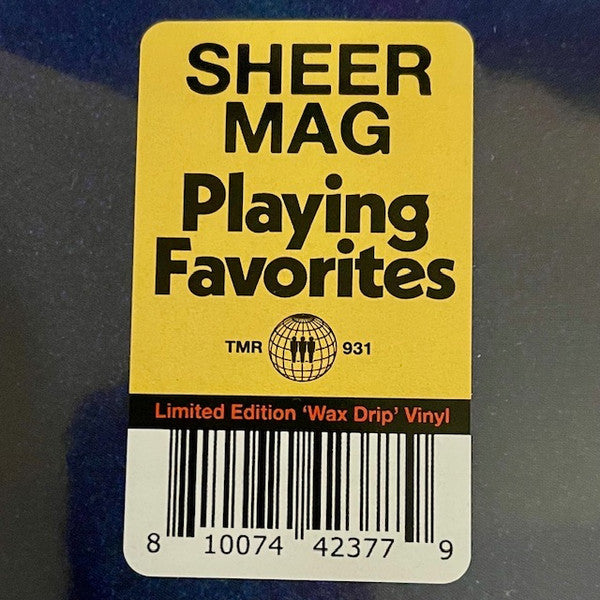 SHEER
MAG
Playing
Favorites
TMR 931
Limited Edition ‘Wax Drip’ Vinyl
8 10074 42377 9